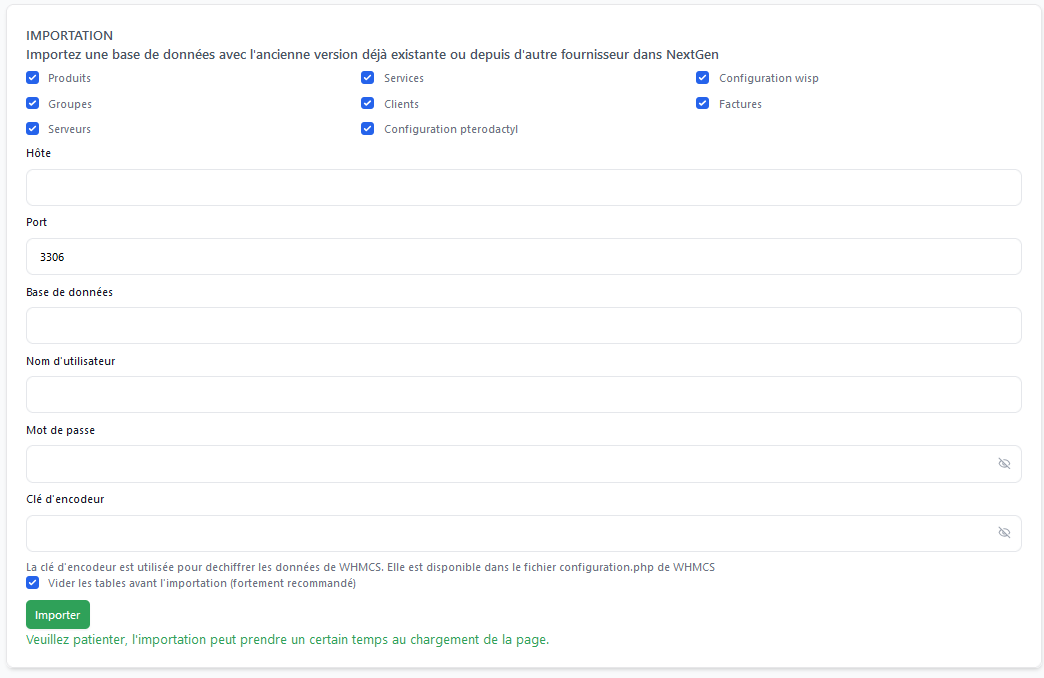 IMPORTATION
Importez une base de données avec l'ancienne version déjà existante ou depuis d'autre fournisseur dans NextGen
Produits
Services
Configuration wisp
Groupes
Clients
Factures
Serveurs
Configuration pterodactyl
Hôte
Port
3306
Base de données
Nom d'utilisateur
Mot de passe
Clé d'encodeur
La clé d'encodeur est utilisée pour dechiffrer les données de WHMCS. Elle est disponible dans le fichier configuration.php de WHMCS
Vider les tables avant l'importation (fortement recommandé)
Importer
Veuillez patienter, l'importation peut prendre un certain temps au chargement de la page.